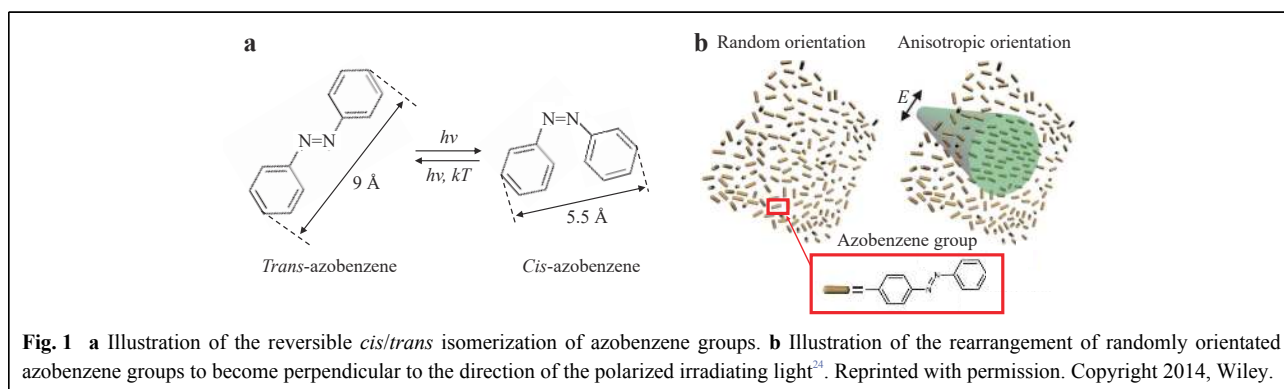 a
N=N
9 Å
Trans-azobenzene
hv
hv, kT
N=N
5.5 Å
Cis-azobenzene
b
Random orientation
Anisotropic orientation
E
Azobenzene group
=
N
N
Fig. 1 a Illustration of the reversible cis/trans isomerization of azobenzene groups. b Illustration of the rearrangement of randomly orientated
azobenzene groups to become perpendicular to the direction of the polarized irradiating light24. Reprinted with permission. Copyright 2014, Wiley.